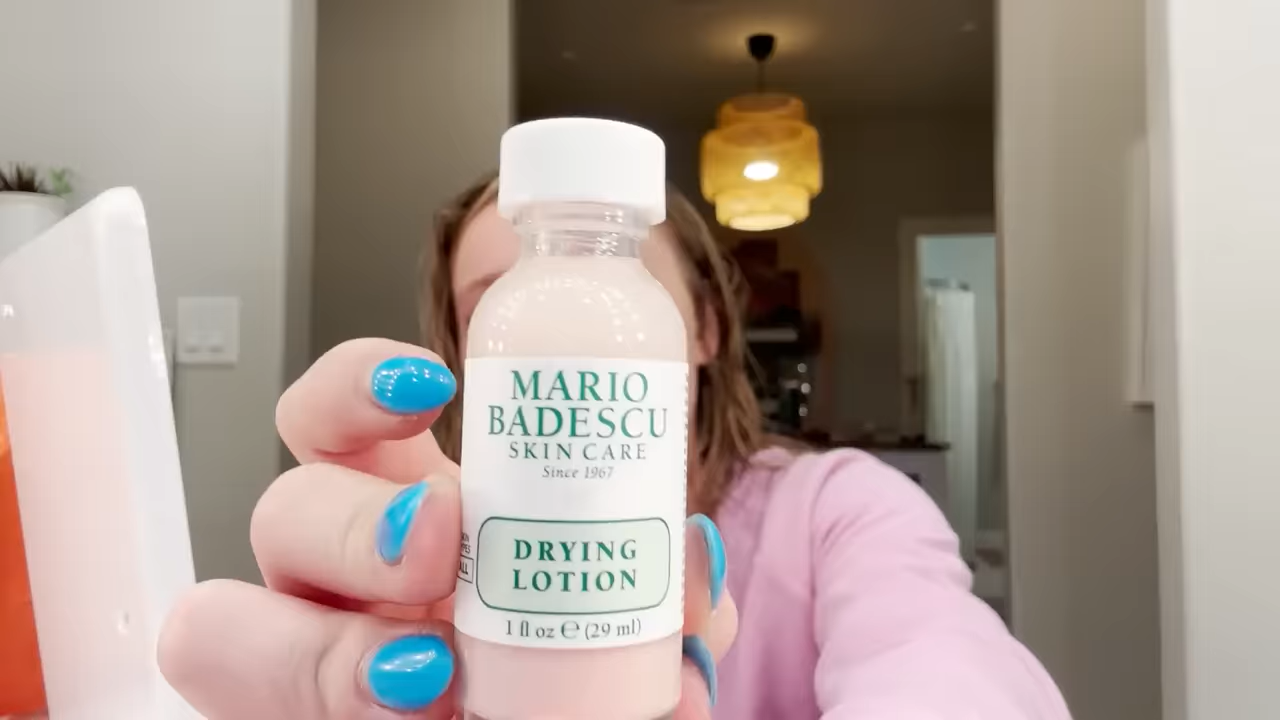 MARIO
BADESCU
SKIN CARE
Since 1967
DRYING
LOTION
1 fl oz ℮ (29 ml)